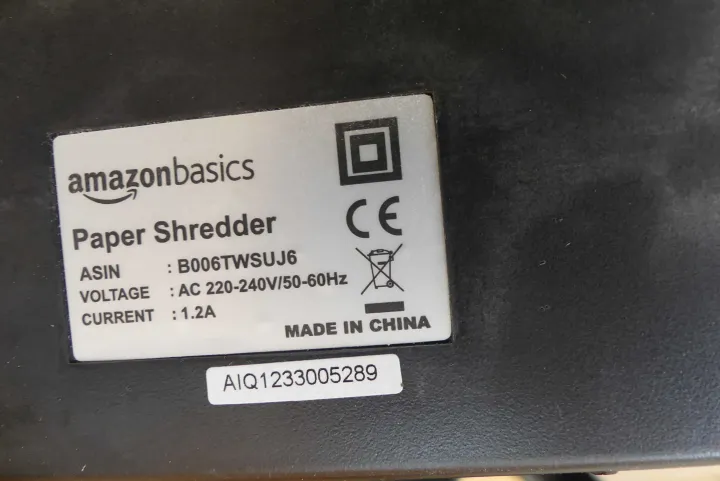 amazonbasics
Paper Shredder
ASIN : B006TWSUJ6
VOLTAGE : AC 220-240V/50-60Hz
CURRENT : 1.2A
CE
MADE IN CHINA
AIQ1233005289